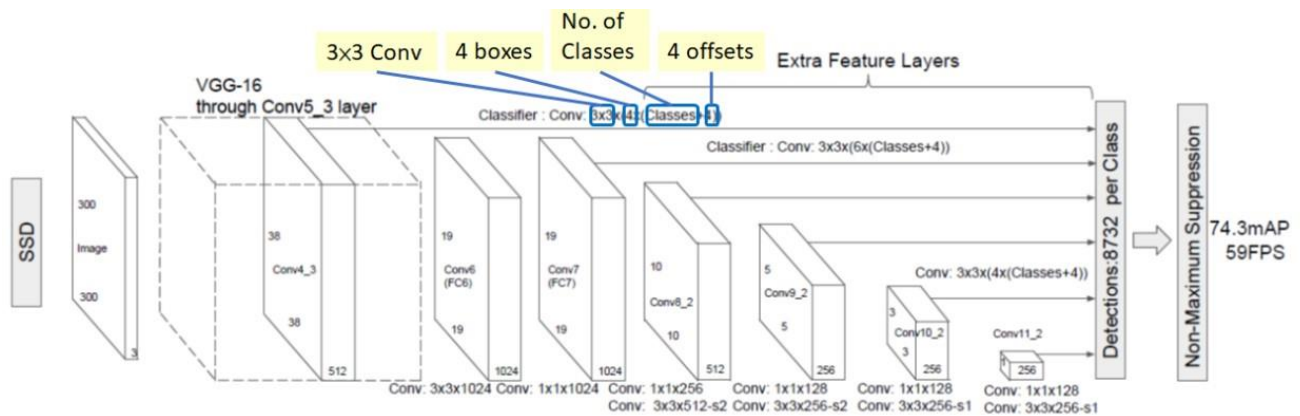 3×3 Conv
4 boxes
No. of
Classes
4 offsets
Extra Feature Layers
VGG-16
through Conv5_3 layer
Classifier : Conv: 3x3x(4x(Classes+4))
Classifier : Conv: 3x3x(6x(Classes+4))
SSD
300
Image
300
3
38
Conv4_3
38
512
19
Conv6
(FC6)
19
1024
19
Conv7
(FC7)
19
1024
10
Conv8_2
10
512
5
Conv9_2
5
256
Conv: 3x3x(4x(Classes+4))
3
Conv10_2
3
256
Conv11_2
1
256
Detections:8732 per Class
Non-Maximum Suppression
74.3mAP
59FPS
Conv: 3x3x1024
Conv: 1x1x1024
Conv: 1x1x256
Conv: 3x3x512-s2
Conv: 1x1x128
Conv: 3x3x256-s2
Conv: 1x1x128
Conv: 3x3x256-s1
Conv: 1x1x128
Conv: 3x3x256-s1